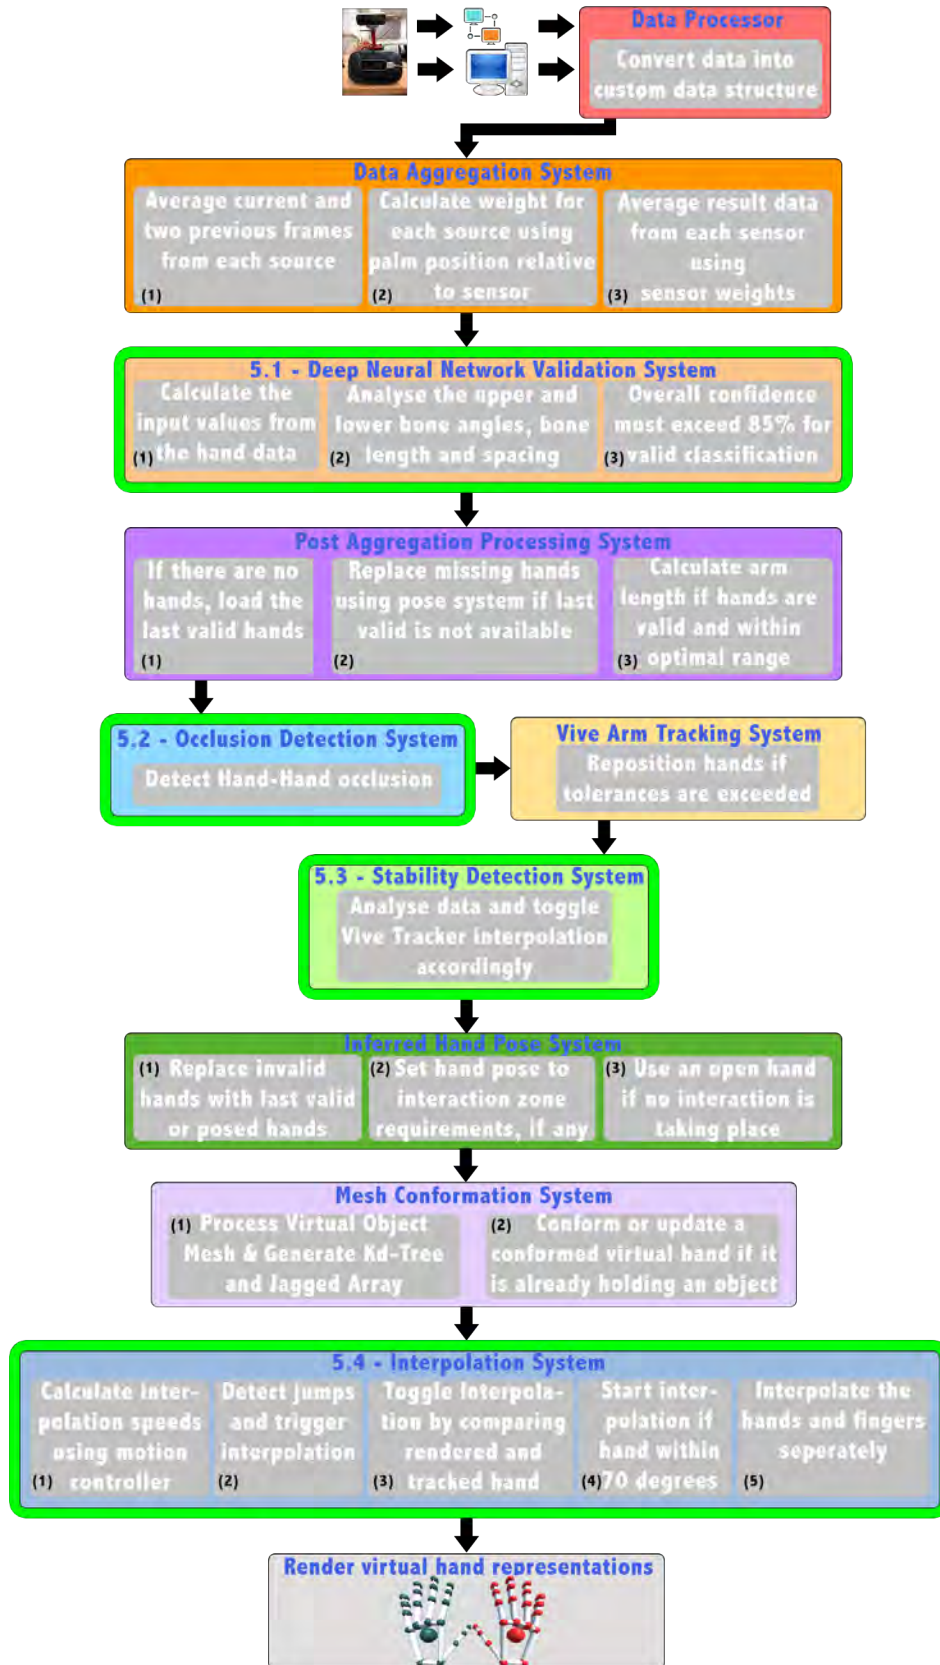 Data Processor
Convert data into
custom data structure
Data Aggregation System
Average current and
two previous frames
from each source
(1)
Calculate weight for
each source using
palm position relative
to sensor
(2)
Average result data
from each sensor
using
sensor weights
(3)
5.1 - Deep Neural Network Validation System
Calculate the
input values from
the hand data
(1)
Analyse the upper and
lower bone angles, bone
length and spacing
(2)
Overall confidence
must exceed 85% for
valid classification
(3)
Post Aggregation Processing System
If there are no
hands, load the
last valid hands
(1)
Replace missing hands
using pose system if last
valid is not available
(2)
Calculate arm
length if hands are
valid and within
optimal range
(3)
5.2 - Occlusion Detection System
Detect Hand-Hand occlusion
Vive Arm Tracking System
Reposition hands if
tolerances are exceeded
5.3 - Stability Detection System
Analyse data and toggle
Vive Tracker interpolation
accordingly
Inferred Hand Pose System
(1) Replace invalid
hands with last valid
or posed hands
(2) Set hand pose to
interaction zone
requirements, if any
(3) Use an open hand
if no interaction is
taking place
Mesh Conformation System
(1) Process Virtual Object
Mesh & Generate Kd-Tree
and Jagged Array
(2) Conform or update a
conformed virtual hand if it
is already holding an object
5.4 - Interpolation System
Calculate inter-
polation speeds
using motion
(1) controller
Detect jumps
and trigger
interpolation
(2)
Toggle Interpola-
tion by comparing
rendered and
(3) tracked hand
Start inter-
polation if
hand within
(4) 70 degrees
Interpolate the
hands and fingers
seperately
(5)
Render virtual hand representations